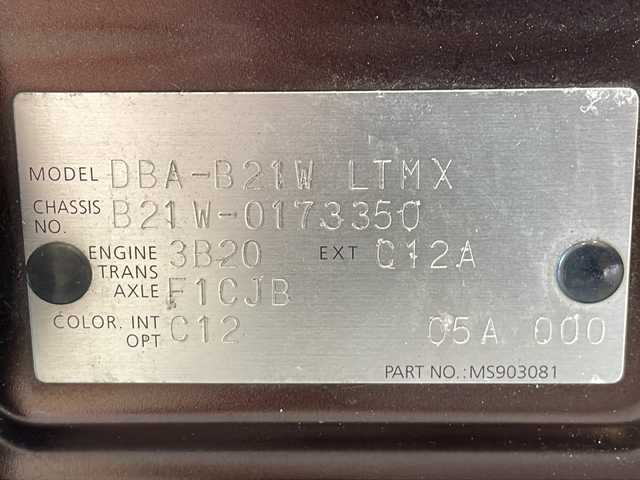 MODEL DBA-B21W LTMX
CHASSIS NO. B21W-0173350
ENGINE 3B20 EXT C12A
TRANS AXLE F1CJB
COLOR, INT OPT C12 05A 000
PART NO.:MS903081